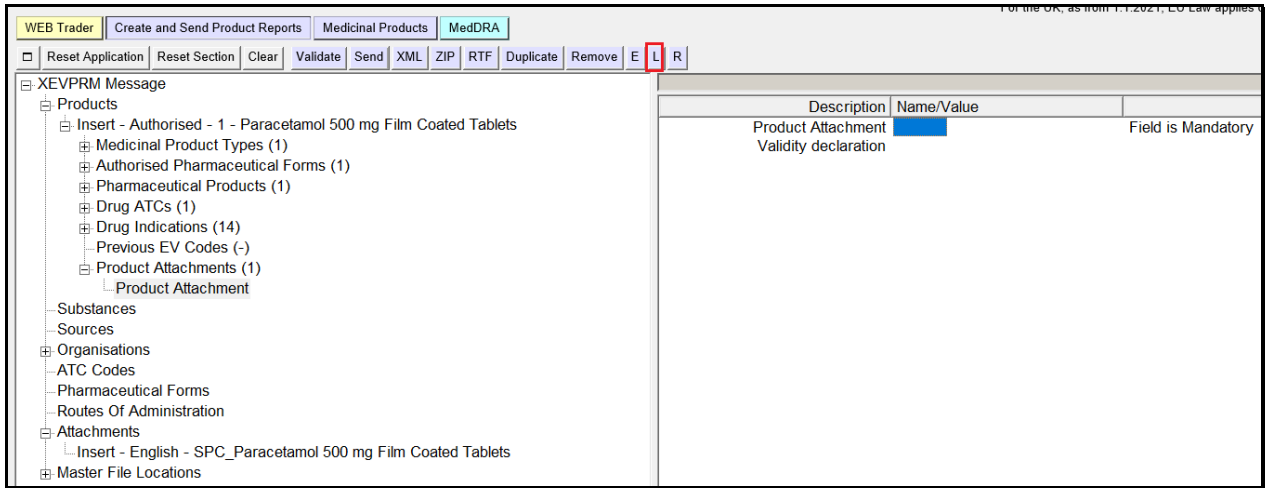 For the UK, as from 1.1.2021, EU Law applies
WEB Trader Create and Send Product Reports Medicinal Products MedDRA
Reset Application Reset Section Clear Validate Send XML ZIP RTF Duplicate Remove E L R
XEVPRM Message
Products
Insert - Authorised - 1 - Paracetamol 500 mg Film Coated Tablets
Medicinal Product Types (1)
Authorised Pharmaceutical Forms (1)
Pharmaceutical Products (1)
Drug ATCs (1)
Drug Indications (14)
Previous EV Codes (-)
Product Attachments (1)
Product Attachment
Substances
Sources
Organisations
ATC Codes
Pharmaceutical Forms
Routes Of Administration
Attachments
Insert - English - SPC_Paracetamol 500 mg Film Coated Tablets
Master File Locations
Description Name/Value
Product Attachment Field is Mandatory
Validity declaration